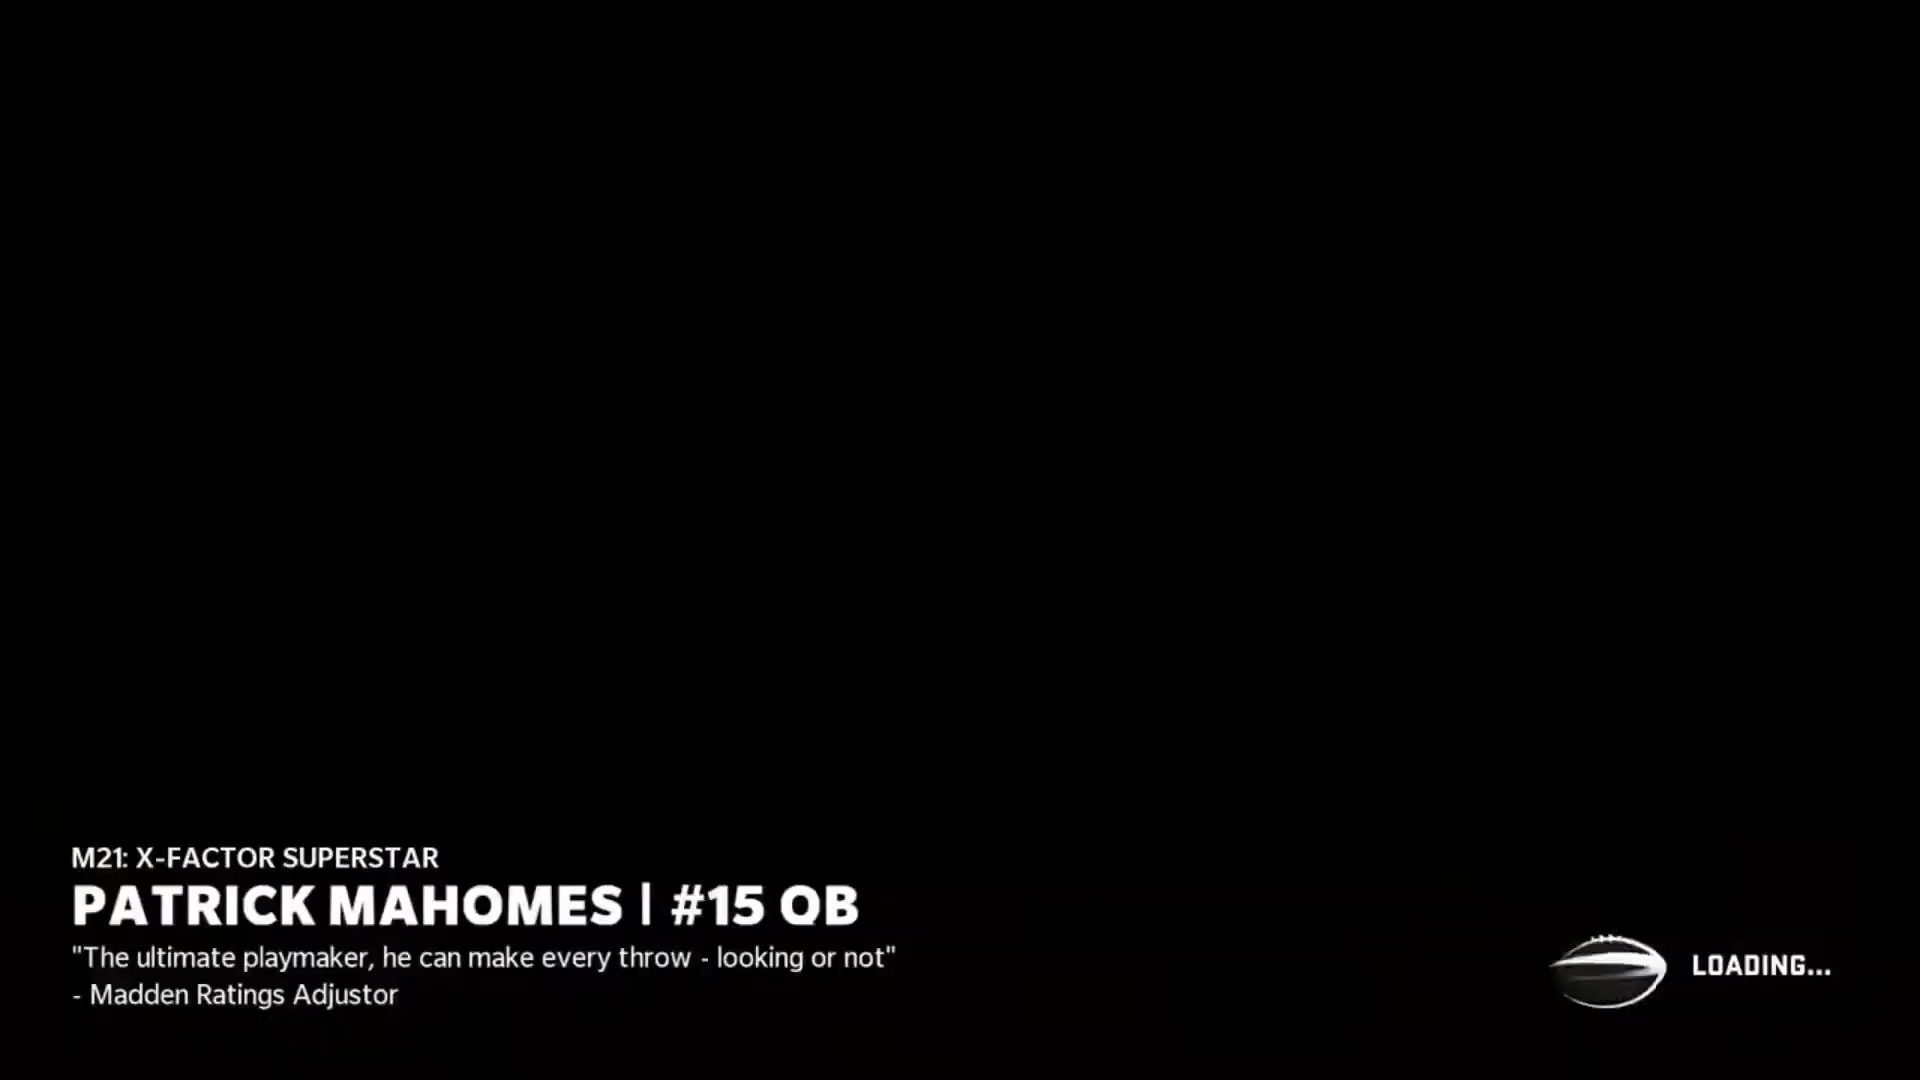 M21: X-FACTOR SUPERSTAR
PATRICK MAHOMES | #15 QB
"The ultimate playmaker, he can make every throw - looking or not"
- Madden Ratings Adjustor
LOADING...